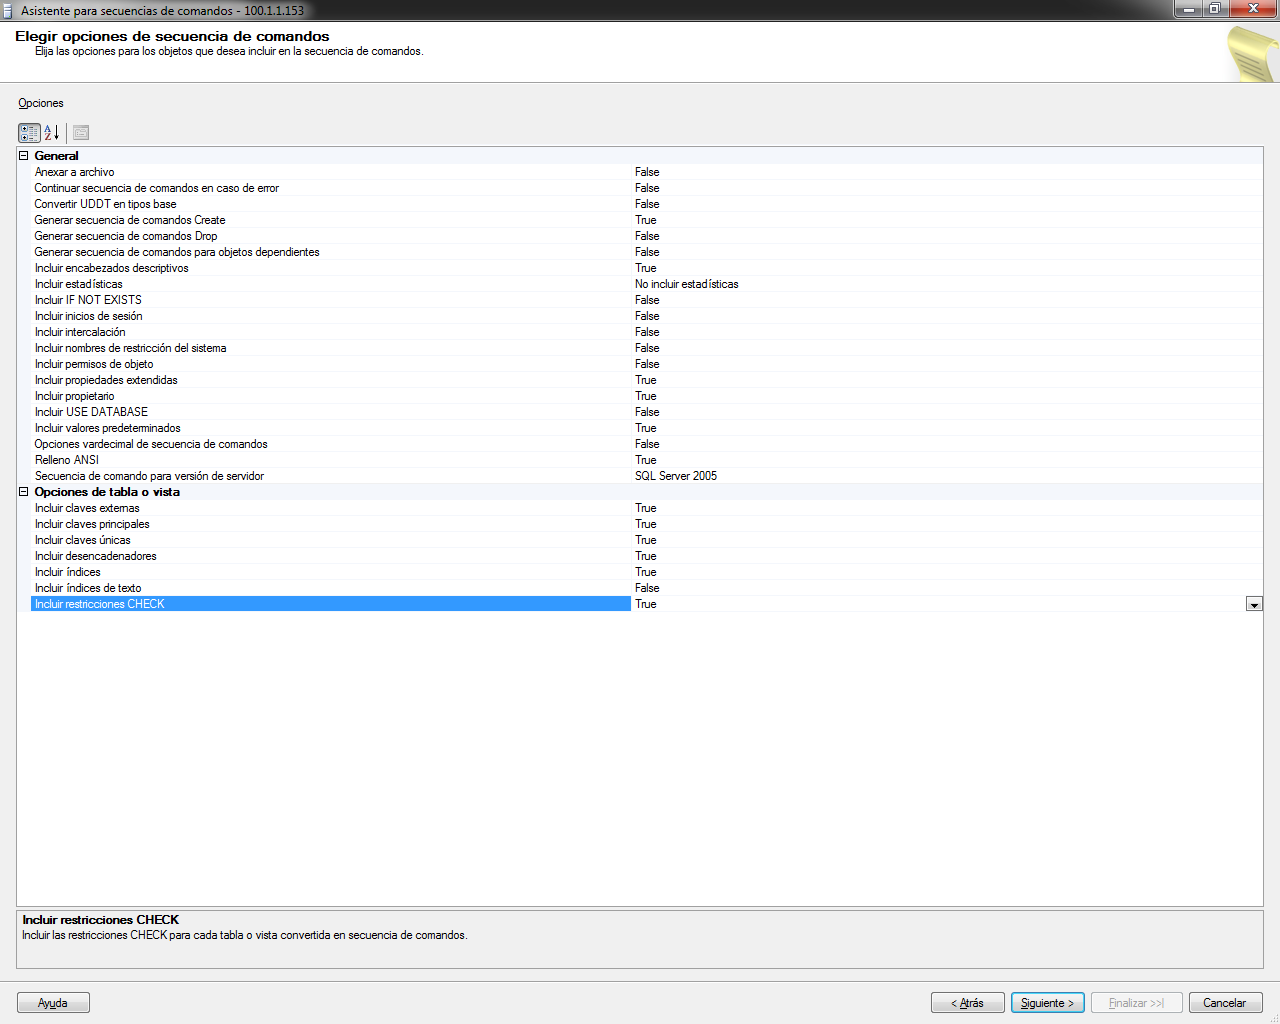 Asistente para secuencias de comandos - 100.1.1.153
Elegir opciones de secuencia de comandos
Elija las opciones para los objetos que desea incluir en la secuencia de comandos.
Opciones
General
Anexar a archivo False
Continuar secuencia de comandos en caso de error False
Convertir UDDT en tipos base False
Generar secuencia de comandos Create True
Generar secuencia de comandos Drop False
Generar secuencia de comandos para objetos dependientes False
Incluir encabezados descriptivos True
Incluir estadísticas No incluir estadísticas
Incluir IF NOT EXISTS False
Incluir inicios de sesión False
Incluir intercalación False
Incluir nombres de restricción del sistema False
Incluir permisos de objeto False
Incluir propiedades extendidas True
Incluir propietario True
Incluir USE DATABASE False
Incluir valores predeterminados True
Opciones vardecimal de secuencia de comandos False
Relleno ANSI True
Secuencia de comando para versión de servidor SQL Server 2005
Opciones de tabla o vista
Incluir claves externas True
Incluir claves principales True
Incluir claves únicas True
Incluir desencadenadores True
Incluir índices True
Incluir índices de texto False
Incluir restricciones CHECK True
Incluir restricciones CHECK
Incluir las restricciones CHECK para cada tabla o vista convertida en secuencia de comandos.
Ayuda < Atrás Siguiente > Finalizar >>| Cancelar